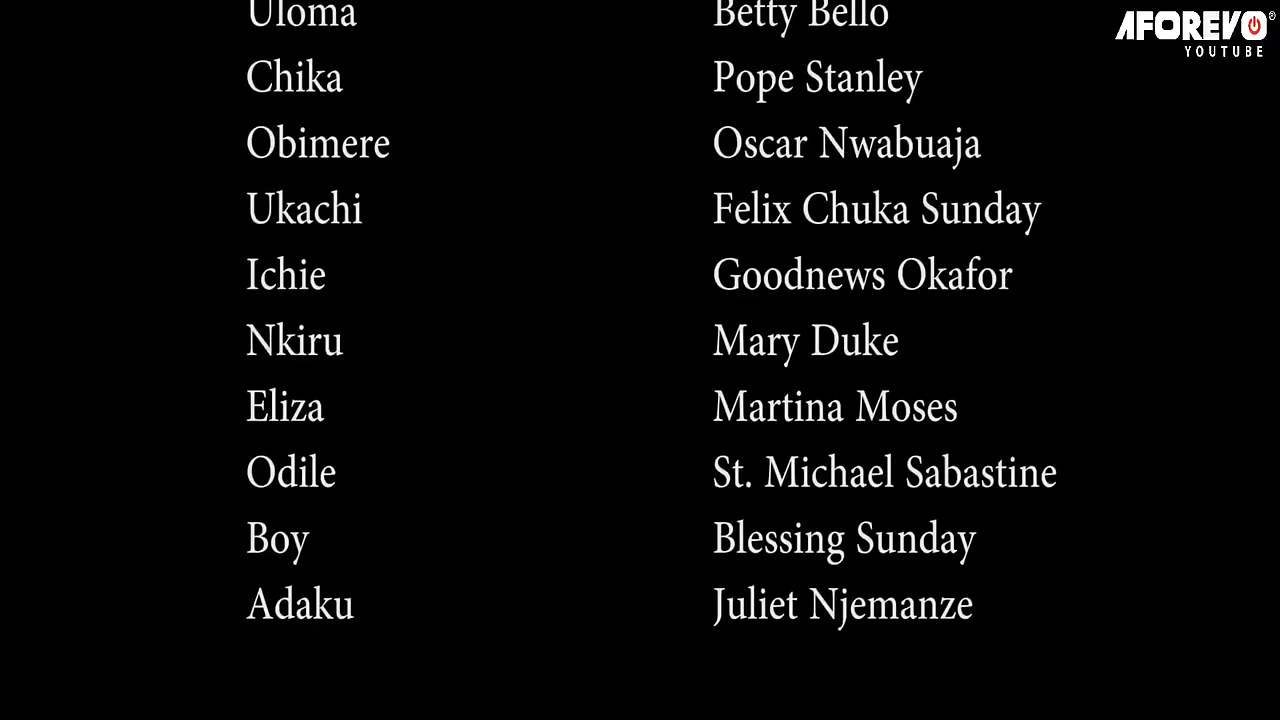 Uloma Betty Bello
AFOREVO®
YOUTUBE
Chika Pope Stanley
Obimere Oscar Nwabuaja
Ukachi Felix Chuka Sunday
Ichie Goodnews Okafor
Nkiru Mary Duke
Eliza Martina Moses
Odile St. Michael Sabastine
Boy Blessing Sunday
Adaku Juliet Njemanze